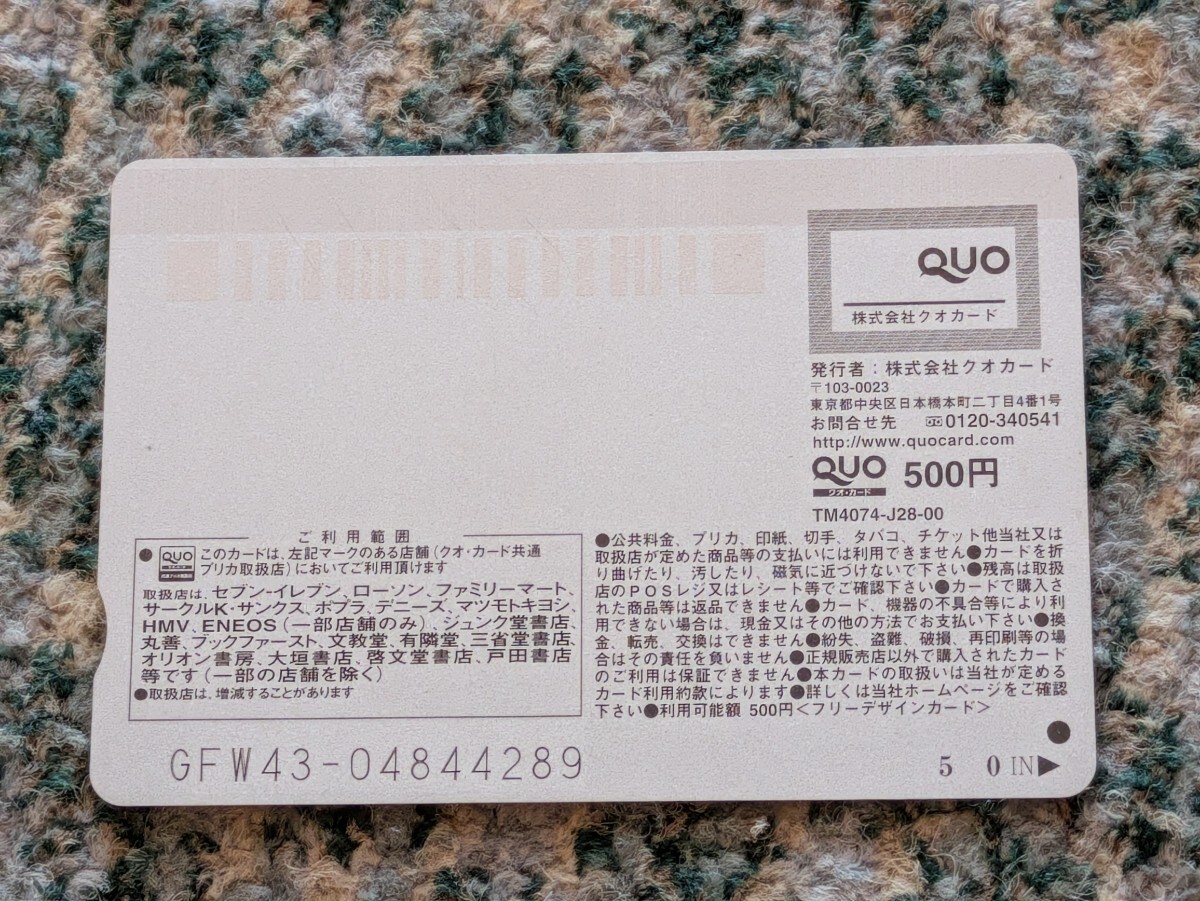 QUO
株式会社クオカード
発行者：株式会社クオカード
〒103-0023
東京都中央区日本橋本町二丁目4番1号
お問合せ先 0120-340541
http://www.quocard.com
QUO 500円
クオ・カード
TM4074-J28-00
ご利用範囲
●QUO このカードは、左記マークのある店舗(クオ・カード共通
プリカ取扱店)においてご利用頂けます
取扱店は、セブン-イレブン、ローソン、ファミリーマート、
サークルK・サンクス、ポプラ、デニーズ、マツモトキヨシ、
HMV、ENEOS(一部店舗のみ)、ジュンク堂書店、
丸善、ブックファースト、文教堂、有隣堂、三省堂書店、
オリオン書房、大垣書店、啓文堂書店、戸田書店
等です(一部の店舗を除く)
●取扱店は、増減することがあります
●公共料金、プリカ、印紙、切手、タバコ、チケット他当社又は
取扱店が定めた商品等の支払いには利用できません●カードを折
り曲げたり、汚したり、磁気に近づけないで下さい●残高は取扱
店のPOSレジ又はレシート等でご確認下さい●カードで購入さ
れた商品等は返品できません●カード、機器の不具合等により利
用できない場合は、現金又はその他の方法でお支払い下さい●換
金、転売、交換はできません●紛失、盗難、破損、再印刷等の場
合はその責任を負いません●正規販売店以外で購入されたカード
のご利用は保証できません●本カードの取扱いは当社が定める
カード利用約款によります●詳しくは当社ホームページをご確認
下さい●利用可能額 500円<フリーデザインカード>
GFW43-04844289
5 0 IN▶